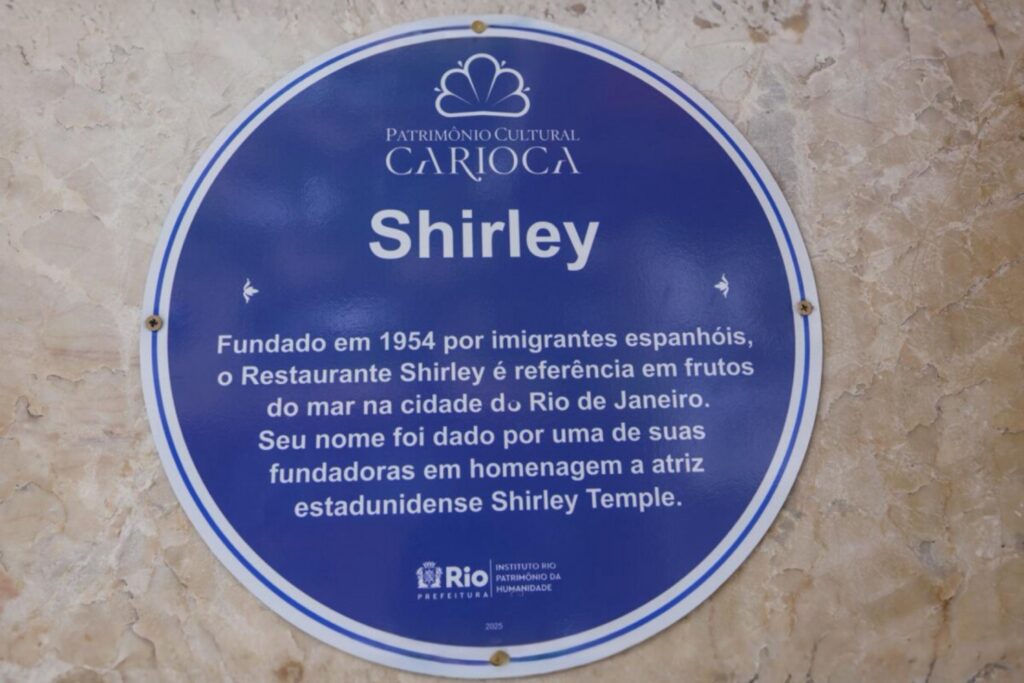 PATRIMÔNIO CULTURAL
CARIOCA
Shirley
Fundado em 1954 por imigrantes espanhóis,
o Restaurante Shirley é referência em frutos
do mar na cidade do Rio de Janeiro.
Seu nome foi dado por uma de suas
fundadoras em homenagem a atriz
estadunidense Shirley Temple.
Rio
PREFEITURA
INSTITUTO RIO
PATRIMÔNIO DA
HUMANIDADE
2025